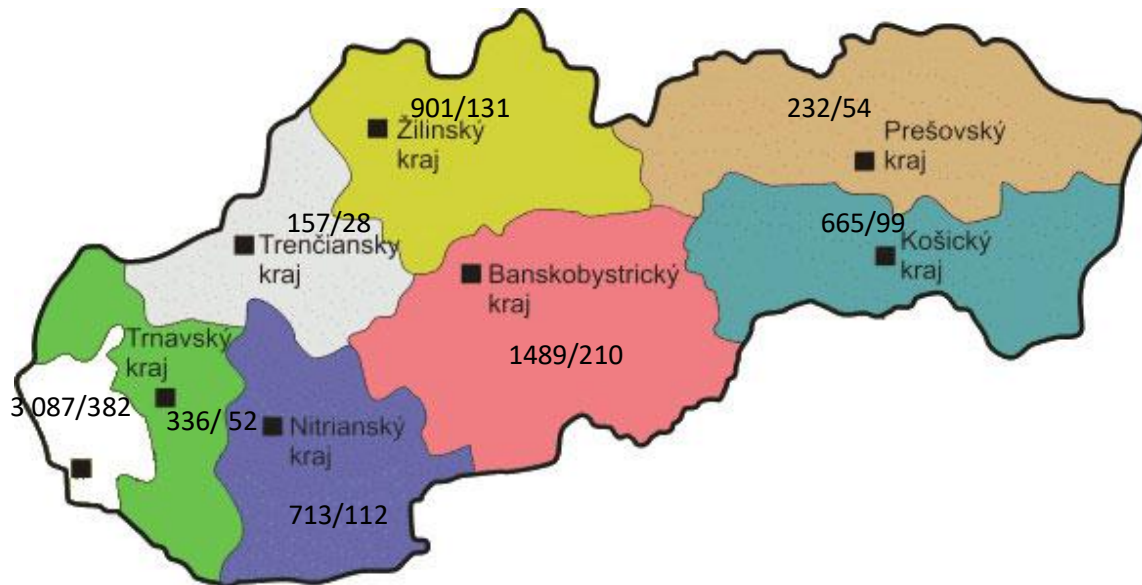 901/131
Žilinský
kraj
232/54
Prešovský
kraj
157/28
Trenčiansky
kraj
665/99
Košický
kraj
Banskobystrický
kraj
1489/210
Trnavský
kraj
3 087/382
336/ 52
Nitrianský
kraj
713/112